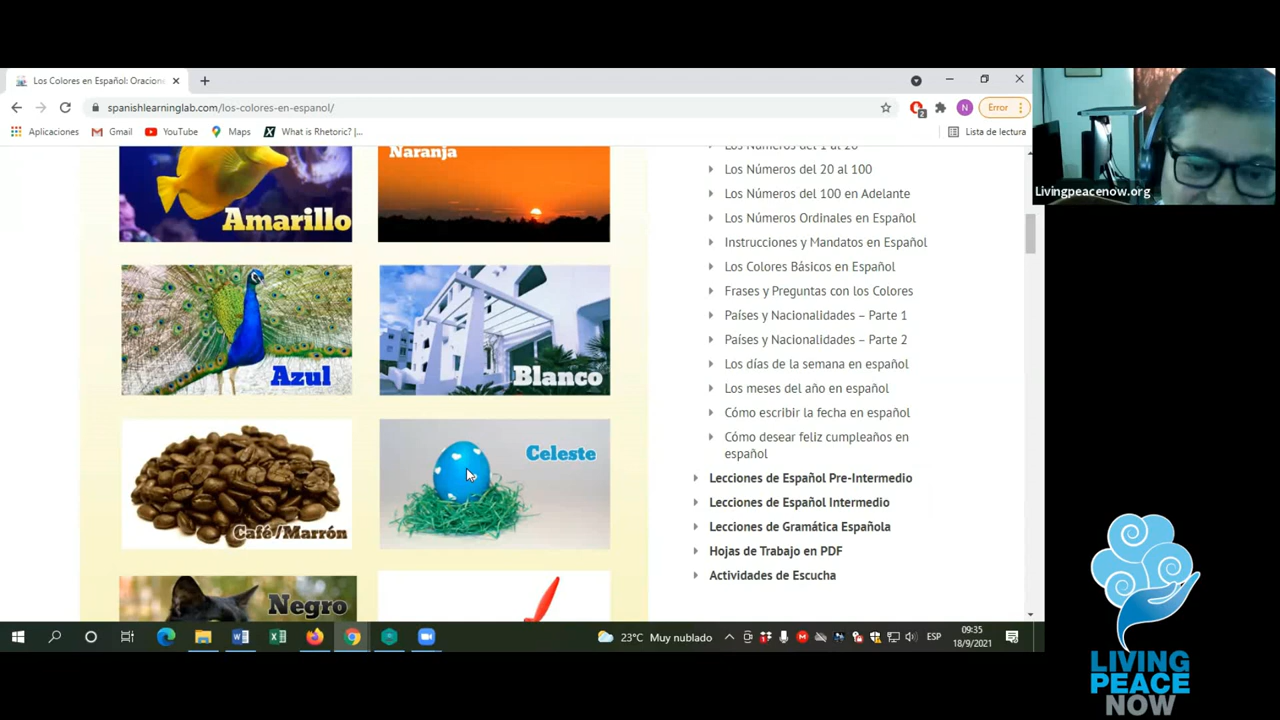 Los Colores en Español: Oracion
spanishlearninglab.com/los-colores-en-espanol/
N
Error
Aplicaciones
Gmail
YouTube
Maps
What is Rhetoric? |...
Lista de lectura
Livingpeacenow.org
Amarillo
Naranja
Azul
Blanco
Café/Marrón
Celeste
Negro
Los Números del 1 al 20
Los Números del 20 al 100
Los Números del 100 en Adelante
Los Números Ordinales en Español
Instrucciones y Mandatos en Español
Los Colores Básicos en Español
Frases y Preguntas con los Colores
Países y Nacionalidades – Parte 1
Países y Nacionalidades – Parte 2
Los días de la semana en español
Los meses del año en español
Cómo escribir la fecha en español
Cómo desear feliz cumpleaños en
español
Lecciones de Español Pre-Intermedio
Lecciones de Español Intermedio
Lecciones de Gramática Española
Hojas de Trabajo en PDF
Actividades de Escucha
23°C Muy nublado
ESP
09:35
18/9/2021
LIVING
PEACE
NOW